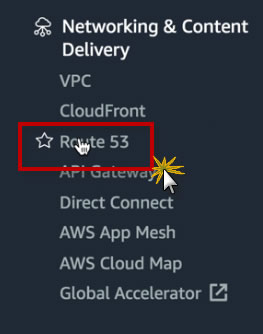 Networking & Content
Delivery
VPC
CloudFront
Route 53
API Gateway
Direct Connect
AWS App Mesh
AWS Cloud Map
Global Accelerator